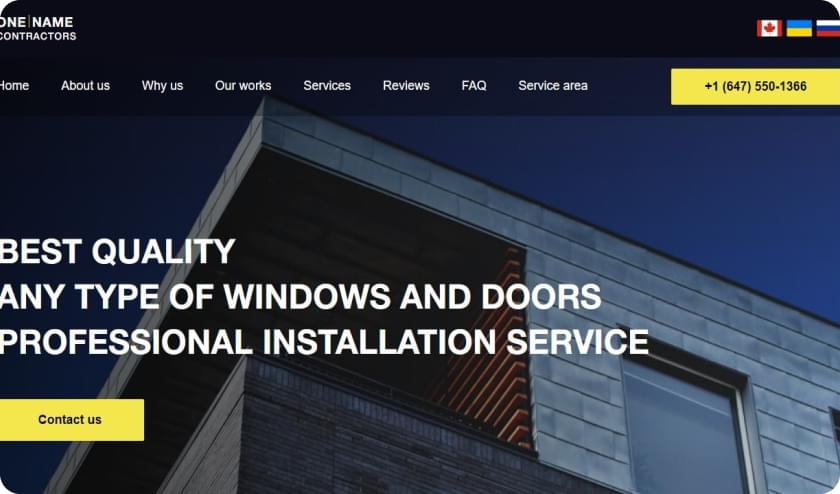 ONE NAME
CONTRACTORS
Home About us Why us Our works Services Reviews FAQ Service area +1 (647) 550-1366
BEST QUALITY
ANY TYPE OF WINDOWS AND DOORS
PROFESSIONAL INSTALLATION SERVICE
Contact us